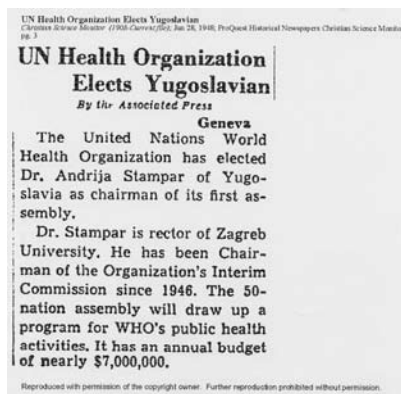 UN Health Organization Elects Yugoslavian
Christian Science Monitor (1908-Current file); Jun 28, 1948; ProQuest Historical Newspapers Christian Science Monitor
pg. 3
UN Health Organization
Elects Yugoslavian
By the Associated Press
Geneva
The United Nations World
Health Organization has elected
Dr. Andrija Stampar of Yugo-
slavia as chairman of its first as-
sembly.
Dr. Stampar is rector of Zagreb
University. He has been Chair-
man of the Organization's Interim
Commission since 1946. The 50-
nation assembly will draw up a
program for WHO's public health
activities. It has an annual budget
of nearly $7,000,000.
Reproduced with permission of the copyright owner. Further reproduction prohibited without permission.